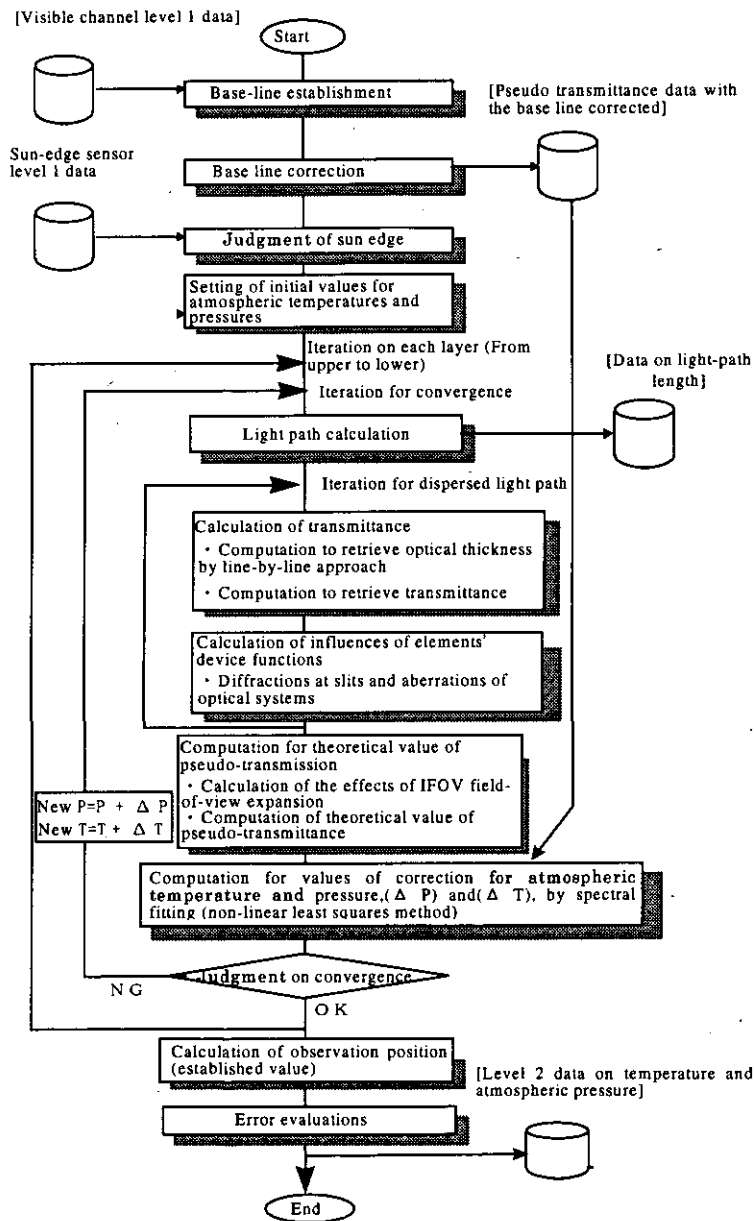 [Visible channel level 1 data]
Start
Base-line establishment
[Pseudo transmittance data with
the base line corrected]
Sun-edge sensor
level 1 data
Base line correction
Judgment of sun edge
Setting of initial values for
atmospheric temperatures and
pressures
Iteration on each layer (From
upper to lower)
[Data on light-path
length]
Iteration for convergence
Light path calculation
Iteration for dispersed light path
Calculation of transmittance
・Computation to retrieve optical thickness
by line-by-line approach
・Computation to retrieve transmittance
Calculation of influences of elements'
device functions
・Diffractions at slits and aberrations of
optical systems
Computation for theoretical value of
pseudo-transmission
・Calculation of the effects of IFOV field-
of-view expansion
・Computation of theoretical value of
pseudo-transmittance
New P=P + Δ P
New T=T + Δ T
Computation for values of correction for atmospheric
temperature and pressure,(Δ P) and(Δ T), by spectral
fitting (non-linear least squares method)
Judgment on convergence
NG
OK
Calculation of observation position
(established value)
[Level 2 data on temperature and
atmospheric pressure]
Error evaluations
End